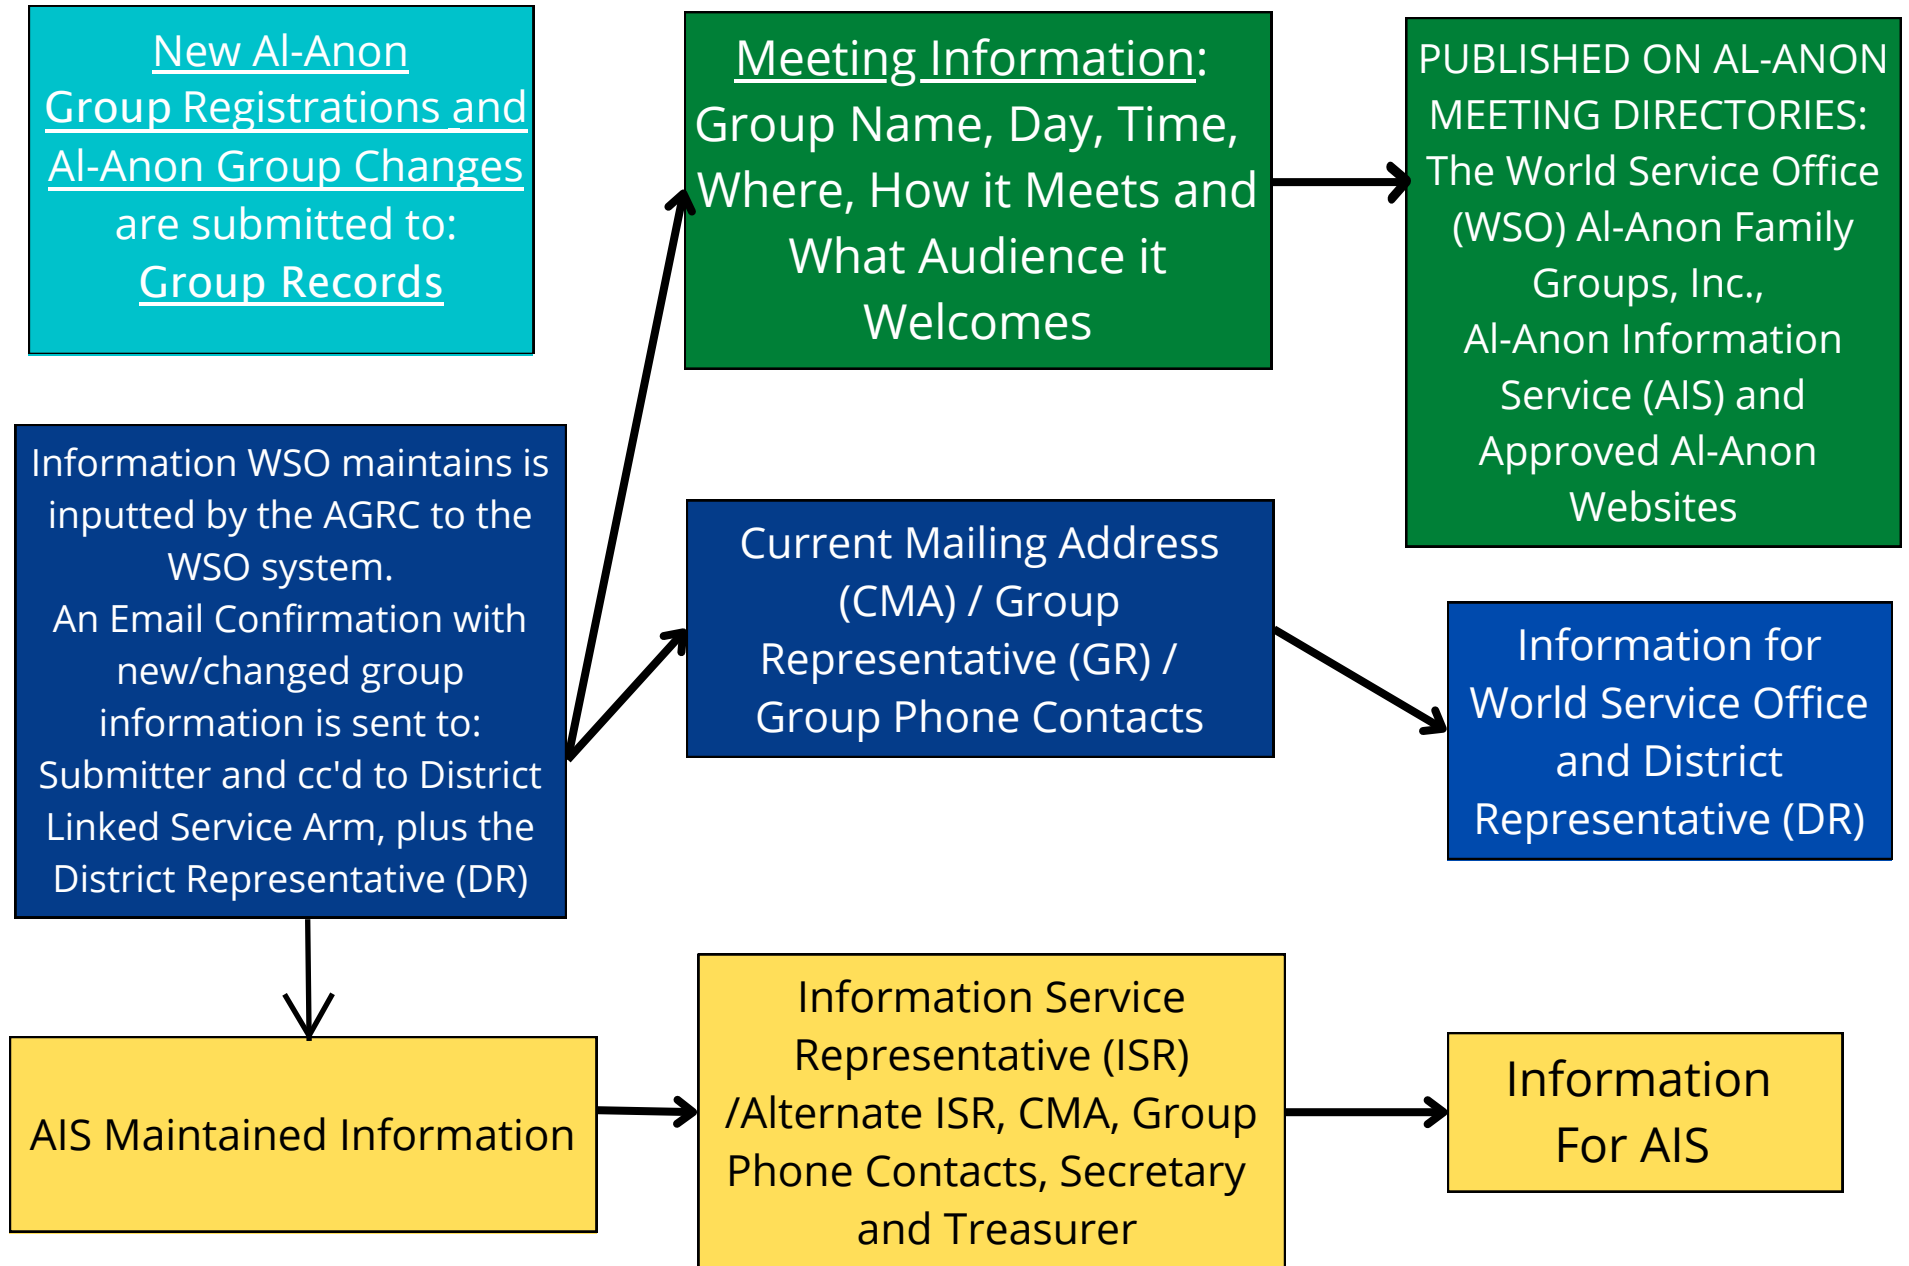 New Al-Anon
Group Registrations and
Al-Anon Group Changes
are submitted to:
Group Records
Meeting Information:
Group Name, Day, Time,
Where, How it Meets and
What Audience it
Welcomes
PUBLISHED ON AL-ANON
MEETING DIRECTORIES:
The World Service Office
(WSO) Al-Anon Family
Groups, Inc.,
Al-Anon Information
Service (AIS) and
Approved Al-Anon
Websites
Information WSO maintains is
inputted by the AGRC to the
WSO system.
An Email Confirmation with
new/changed group
information is sent to:
Submitter and cc'd to District
Linked Service Arm, plus the
District Representative (DR)
Current Mailing Address
(CMA) / Group
Representative (GR) /
Group Phone Contacts
Information for
World Service Office
and District
Representative (DR)
AIS Maintained Information
Information Service
Representative (ISR)
/Alternate ISR, CMA, Group
Phone Contacts, Secretary
and Treasurer
Information
For AIS